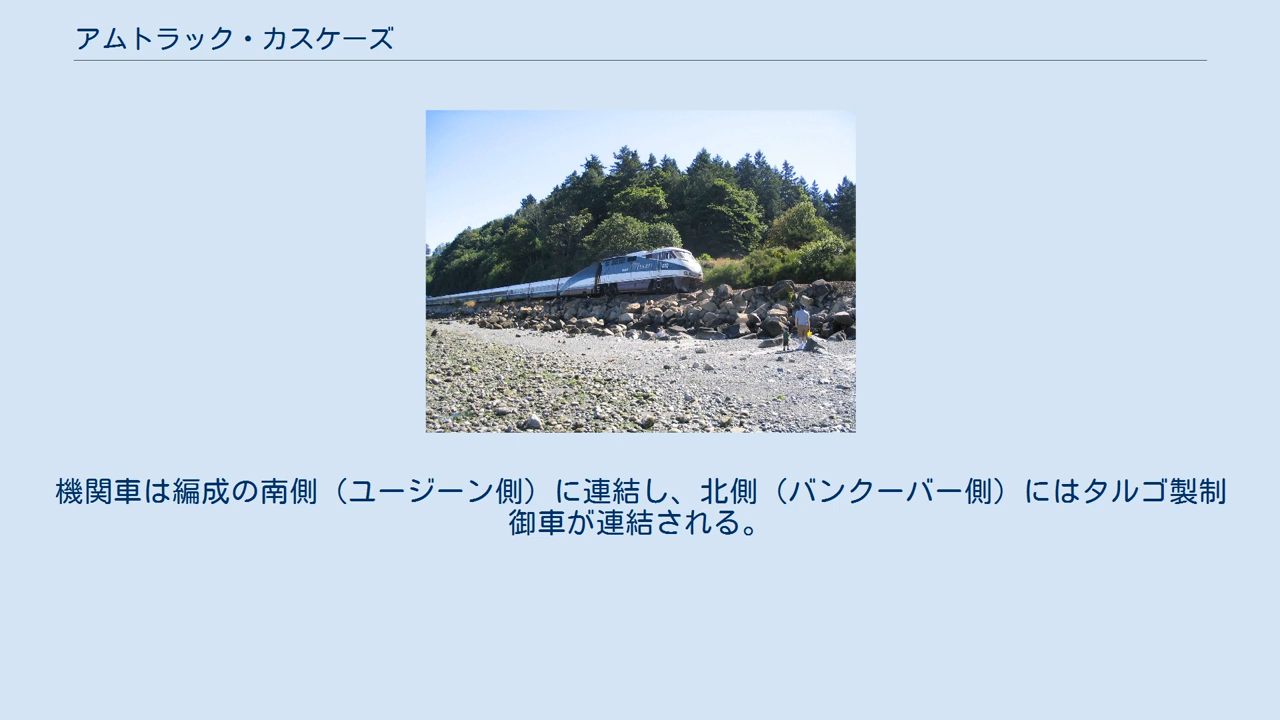 アムトラック・カスケーズ
機関車は編成の南側（ユージーン側）に連結し、北側（バンクーバー側）にはタルゴ製制
御車が連結される。